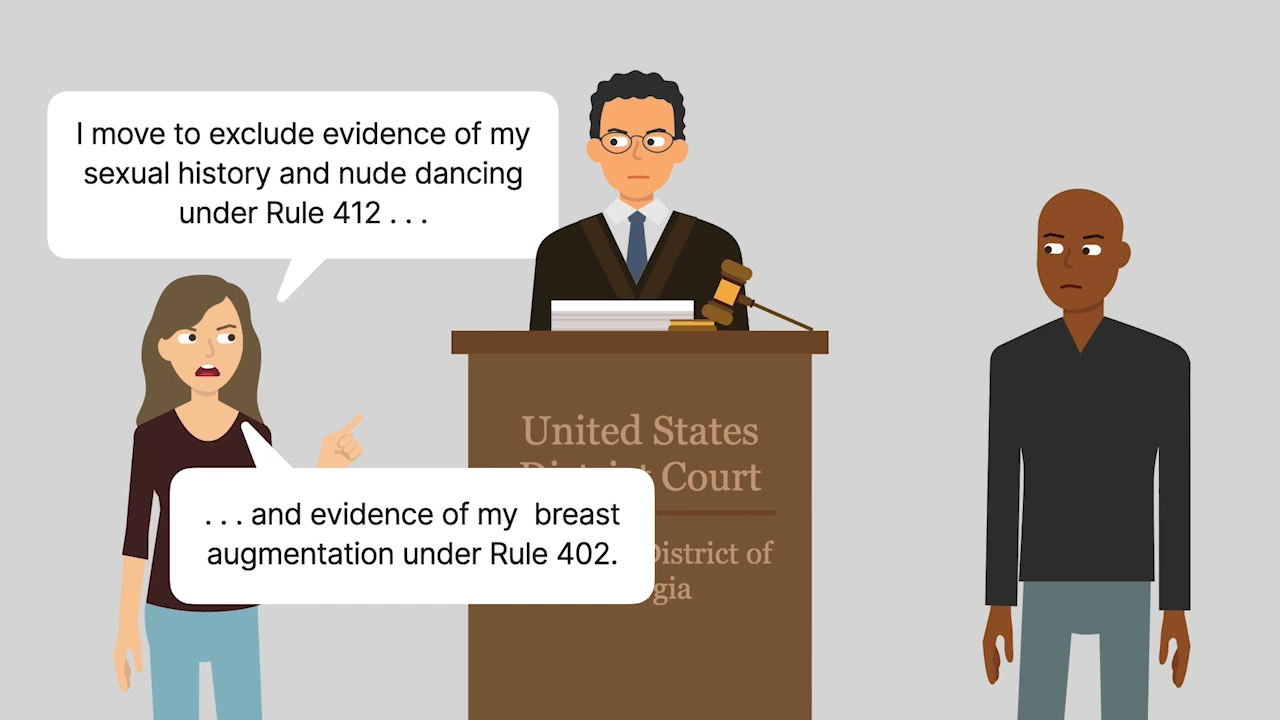 I move to exclude evidence of my
sexual history and nude dancing
under Rule 412 . . .
. . . and evidence of my  breast
augmentation under Rule 402.
United States
District Court
District of